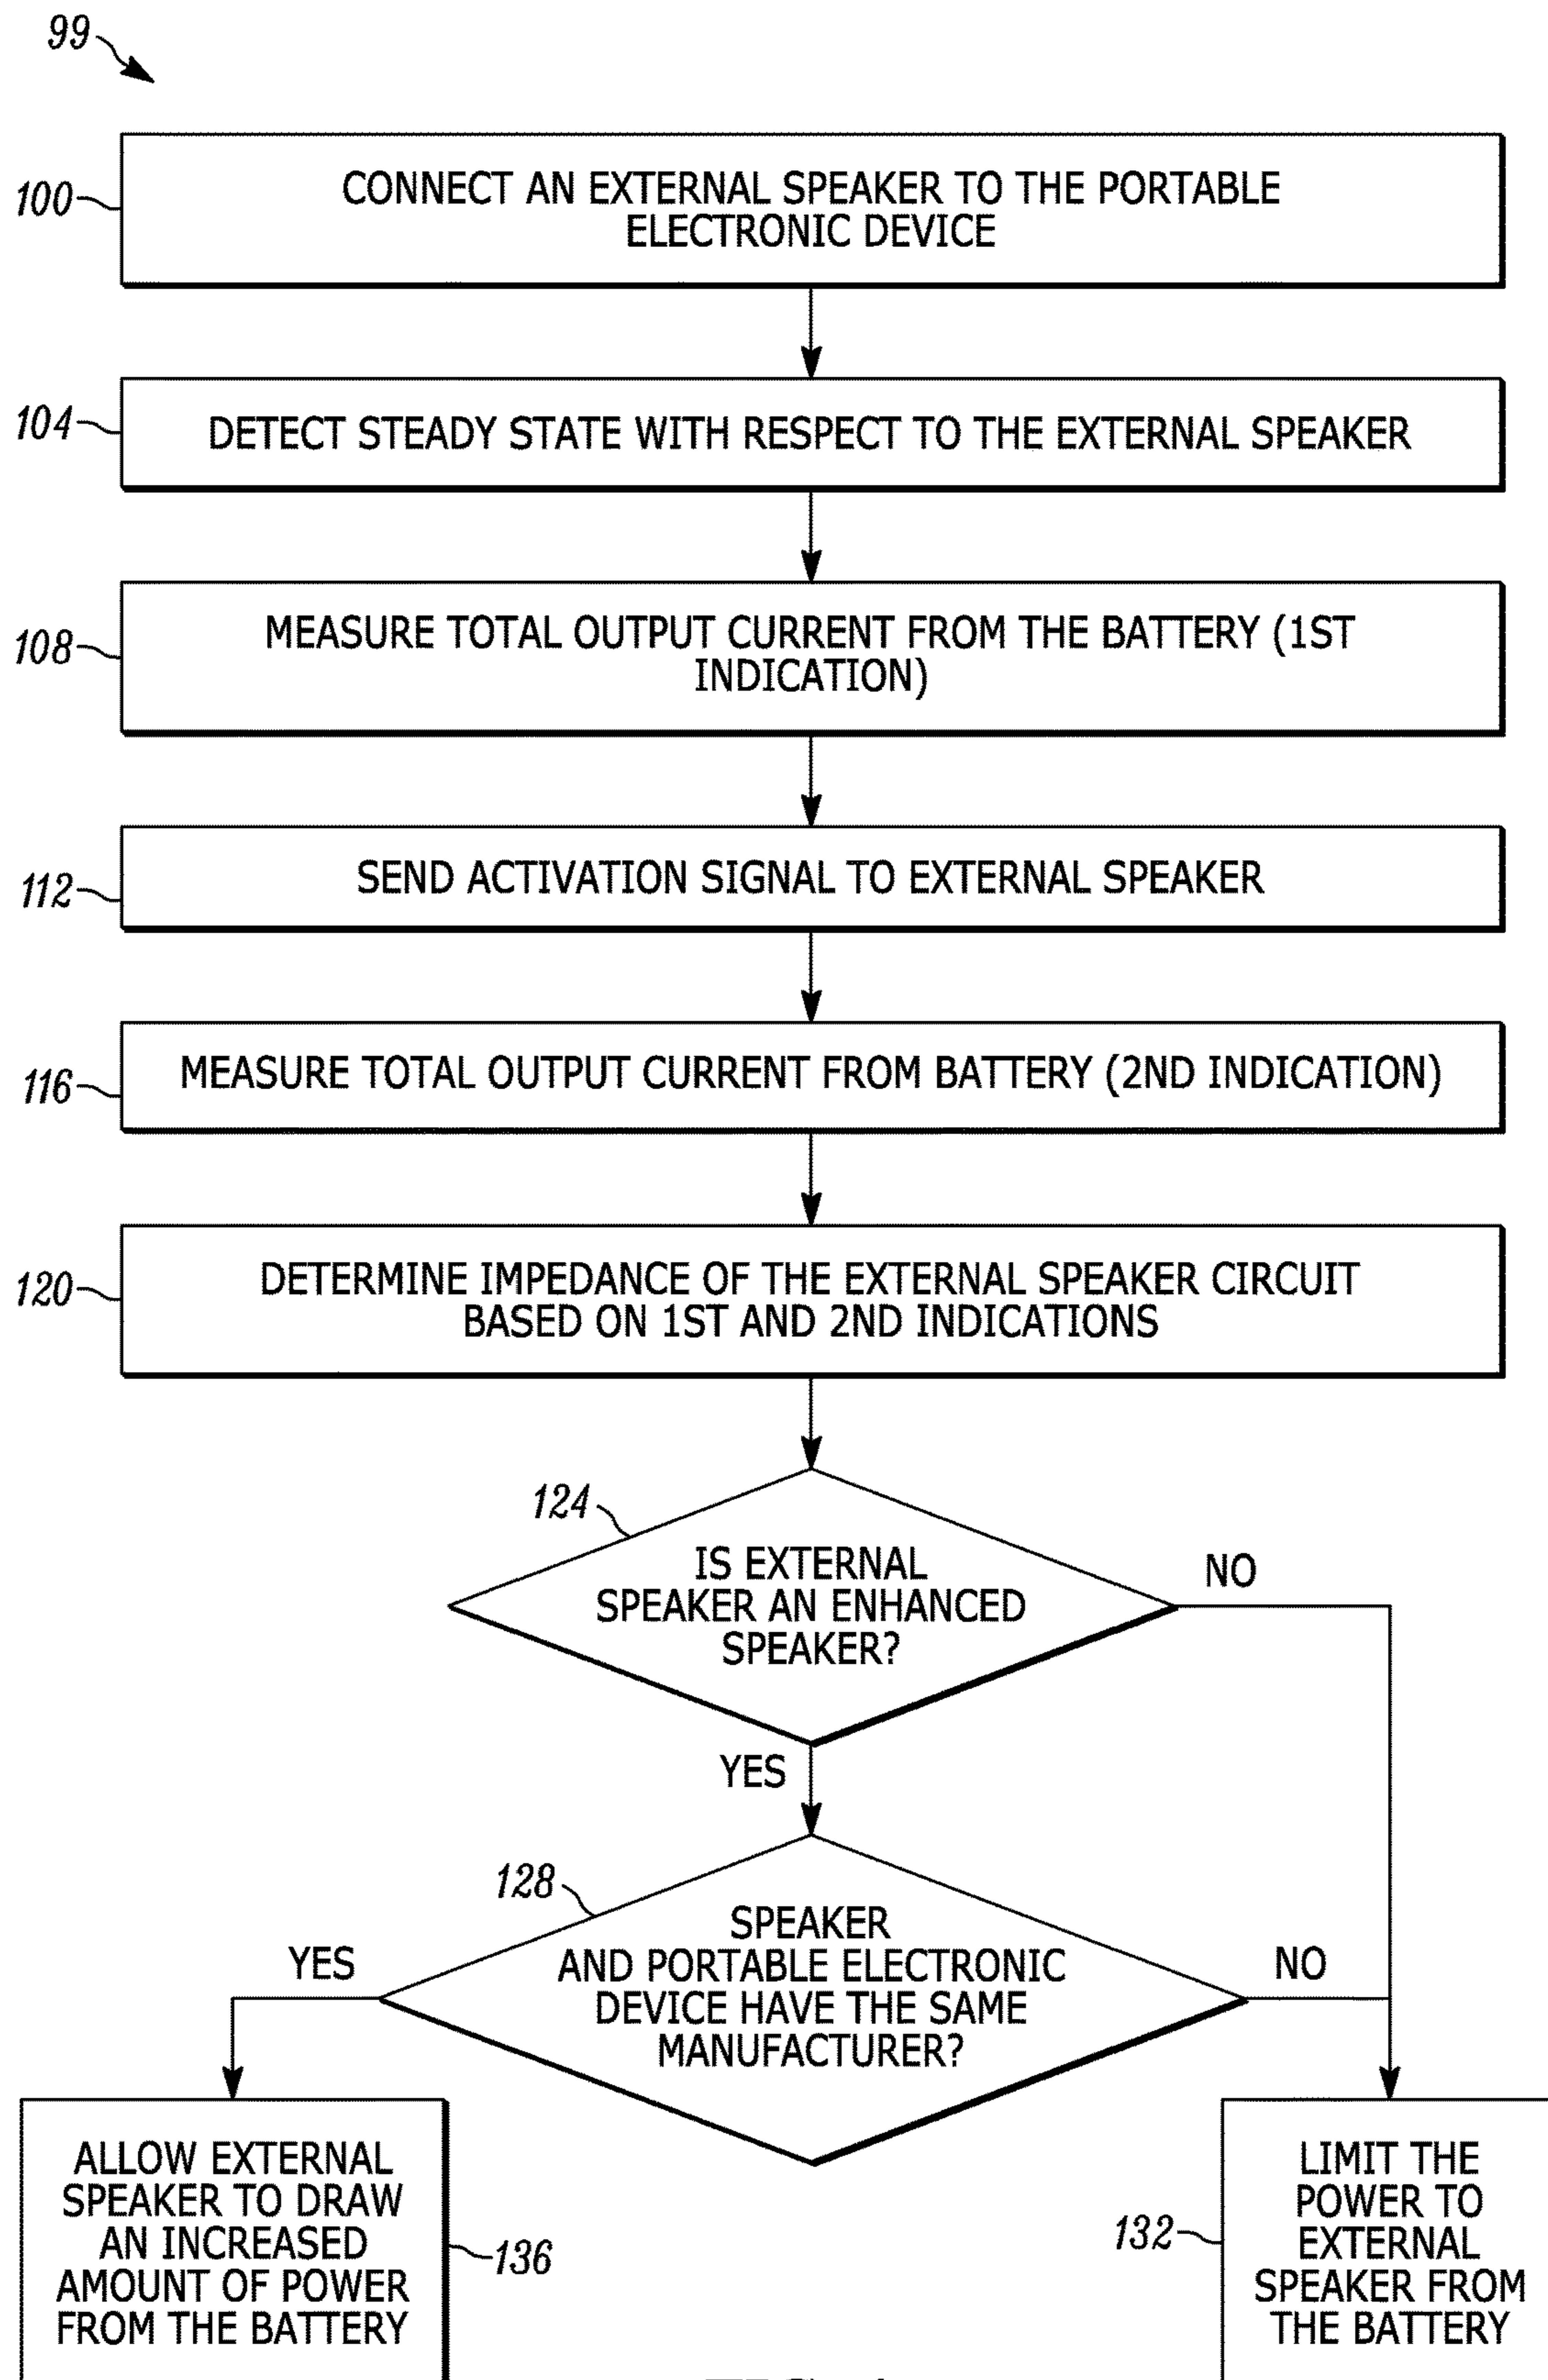 99
100
CONNECT AN EXTERNAL SPEAKER TO THE PORTABLE
ELECTRONIC DEVICE
104
DETECT STEADY STATE WITH RESPECT TO THE EXTERNAL SPEAKER
108
MEASURE TOTAL OUTPUT CURRENT FROM THE BATTERY (1ST
INDICATION)
112
SEND ACTIVATION SIGNAL TO EXTERNAL SPEAKER
116
MEASURE TOTAL OUTPUT CURRENT FROM BATTERY (2ND INDICATION)
120
DETERMINE IMPEDANCE OF THE EXTERNAL SPEAKER CIRCUIT
BASED ON 1ST AND 2ND INDICATIONS
124
IS EXTERNAL
SPEAKER AN ENHANCED
SPEAKER?
NO
YES
128
SPEAKER
AND PORTABLE ELECTRONIC
DEVICE HAVE THE SAME
MANUFACTURER?
YES
NO
ALLOW EXTERNAL
SPEAKER TO DRAW
AN INCREASED
AMOUNT OF POWER
FROM THE BATTERY
136
132
LIMIT THE
POWER TO
EXTERNAL
SPEAKER FROM
THE BATTERY